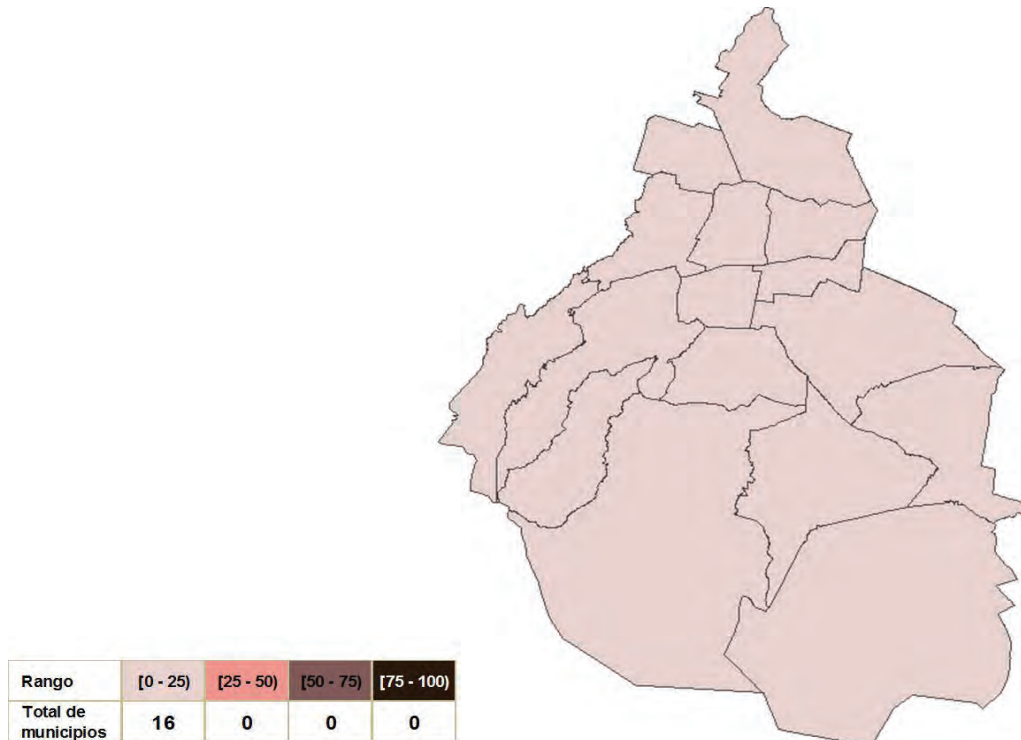 Rango [0 - 25) [25 - 50) [50 - 75) [75 - 100)
Total de municipios 16 0 0 0